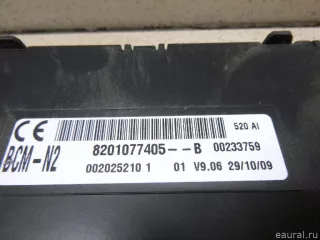 CE
520 AI
BCM-N2
8201077405--B 00233759
002025210 1 01 V9.06 29/10/09
eaural.ru